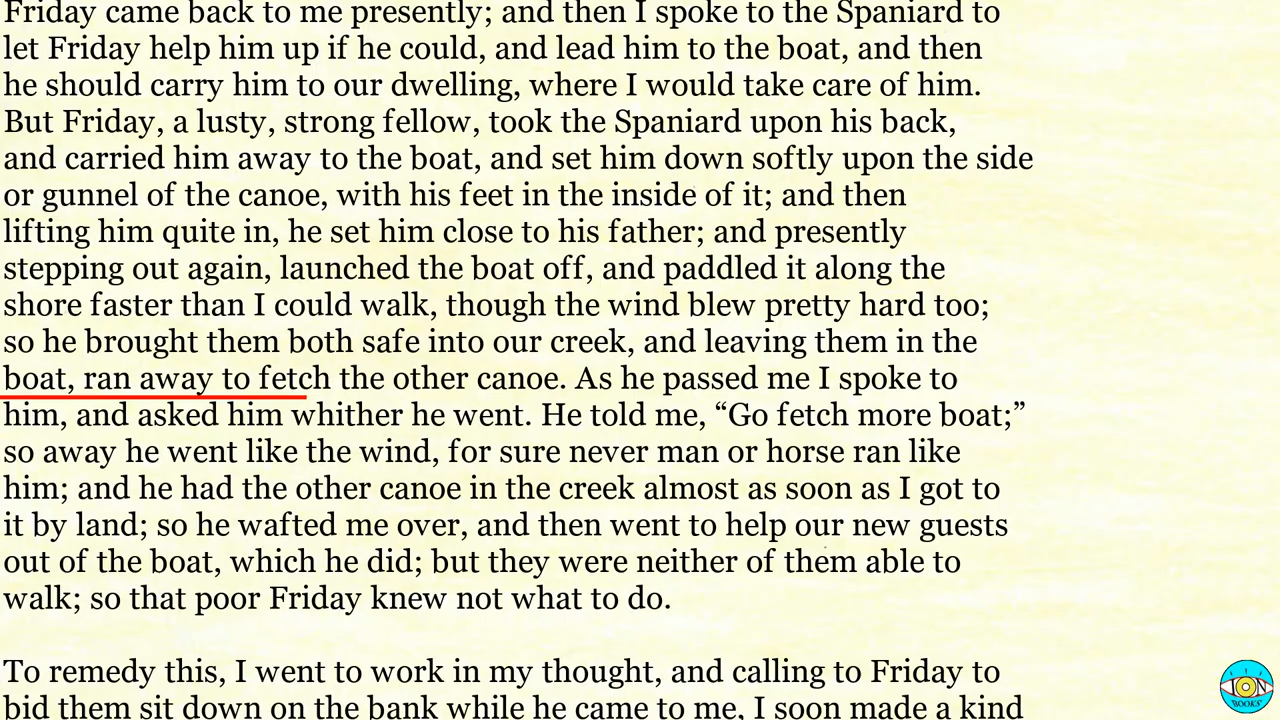 Friday came back to me presently; and then I spoke to the Spaniard to
let Friday help him up if he could, and lead him to the boat, and then
he should carry him to our dwelling, where I would take care of him.
But Friday, a lusty, strong fellow, took the Spaniard upon his back,
and carried him away to the boat, and set him down softly upon the side
or gunnel of the canoe, with his feet in the inside of it; and then
lifting him quite in, he set him close to his father; and presently
stepping out again, launched the boat off, and paddled it along the
shore faster than I could walk, though the wind blew pretty hard too;
so he brought them both safe into our creek, and leaving them in the
boat, ran away to fetch the other canoe. As he passed me I spoke to
him, and asked him whither he went. He told me, “Go fetch more boat;”
so away he went like the wind, for sure never man or horse ran like
him; and he had the other canoe in the creek almost as soon as I got to
it by land; so he wafted me over, and then went to help our new guests
out of the boat, which he did; but they were neither of them able to
walk; so that poor Friday knew not what to do.
To remedy this, I went to work in my thought, and calling to Friday to
bid them sit down on the bank while he came to me, I soon made a kind
ION
BOOKS